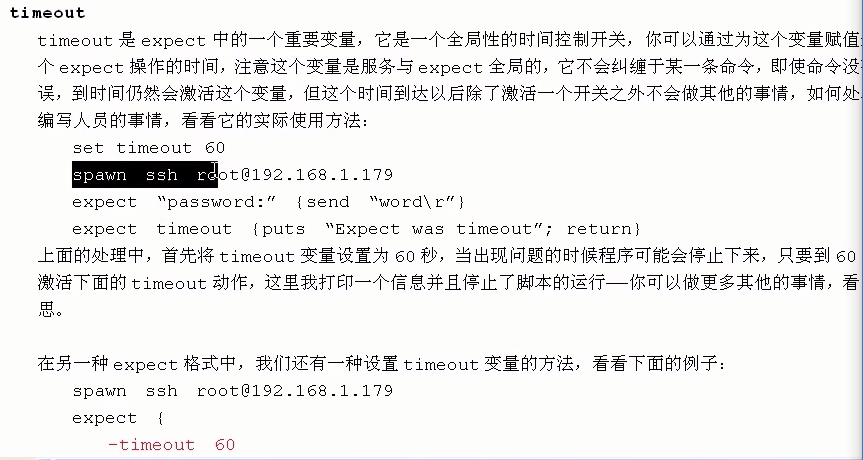 timeout
timeout 是 expect 中的一个重要变量，它是一个全局性的时间控制开关，你可以通过为这个变量赋值
个 expect 操作的时间，注意这个变量是服务与 expect 全局的，它不会纠缠于某一条命令，即使命令没
误，到时间仍然会激活这个变量，但这个时间到达以后除了激活一个开关之外不会做其他的事情，如何处
编写人员的事情，看看它的实际使用方法：
set timeout 60
spawn ssh root@192.168.1.179
expect “password:” {send “word\r”}
expect timeout {puts “Expect was timeout”; return}
上面的处理中，首先将 timeout 变量设置为 60 秒，当出现问题的时候程序可能会停止下来，只要到 60
激活下面的 timeout 动作，这里我打印一个信息并且停止了脚本的运行——你可以做更多其他的事情，看
思。
在另一种 expect 格式中，我们还有一种设置 timeout 变量的方法，看看下面的例子：
spawn ssh root@192.168.1.179
expect {
-timeout 60